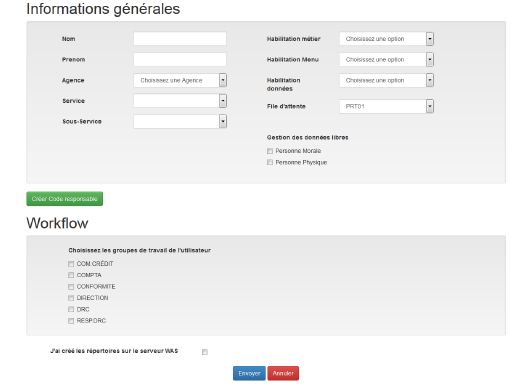 Informations générales
Nom
Prenom
Agence Choisissez une Agence
Service
Sous-Service
Habilitation métier Choisissez une option
Habilitation Menu Choisissez une option
Habilitation données Choisissez une option
File d'attente PRT01
Gestion des données libres
Personne Morale
Personne Physique
Créer Code responsable
Workflow
Choisissez les groupes de travail de l'utilisateur
COM.CRÉDIT
COMPTA
CONFORMITE
DIRECTION
DRC
RESP.DRC
J'ai créé les répertoires sur le serveur WAS
Envoyer Annuler